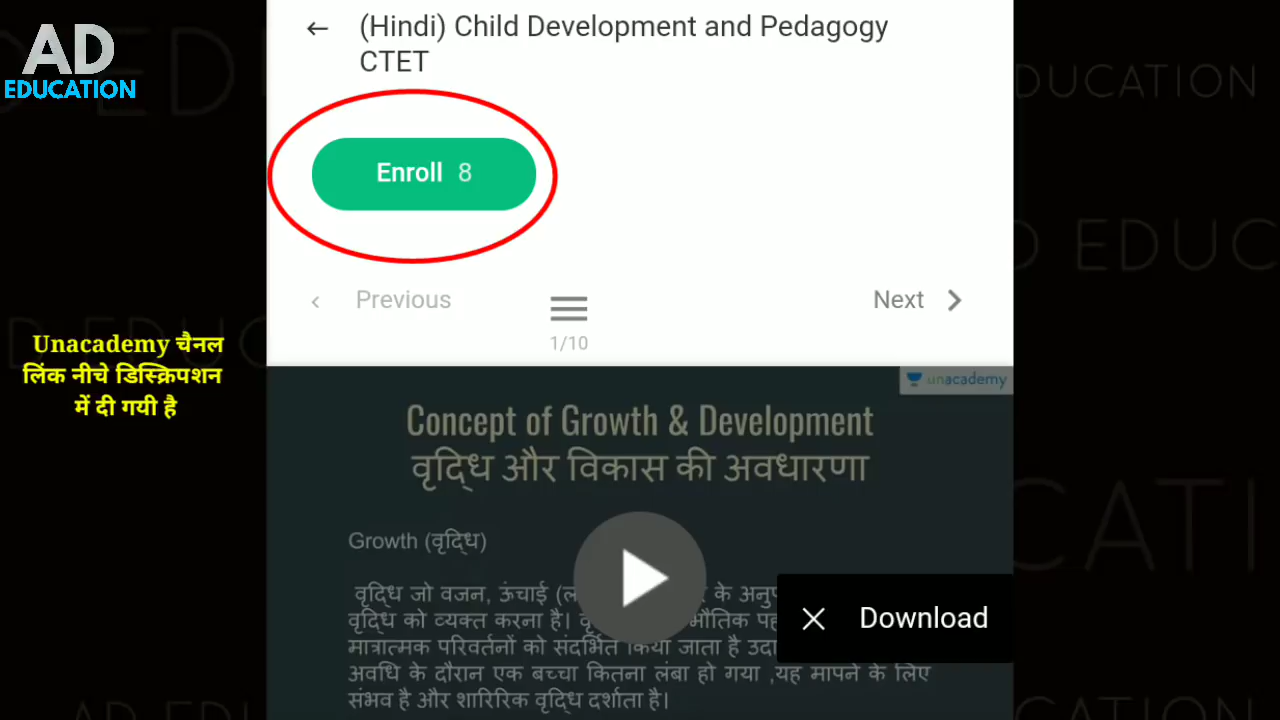 AD
EDUCATION
← (Hindi) Child Development and Pedagogy
CTET
Enroll 8
‹ Previous
1/10
Next ›
Unacademy चैनल
लिंक नीचे डिस्क्रिपशन
में दी गयी है
unacademy
Concept of Growth & Development
वृद्धि और विकास की अवधारणा
Growth (वृद्धि)
वृद्धि जो वजन, ऊंचाई के
वृद्धि को व्यक्त करना है।
मात्रात्मक परिवर्तनों को संदर्भित किया जाता है
अवधि के दौरान एक बच्चा कितना लंबा हो गया ,यह मापने के लिए
संभव है और शारिरिक वृद्धि दर्शाता है।
Download
EDUCATION